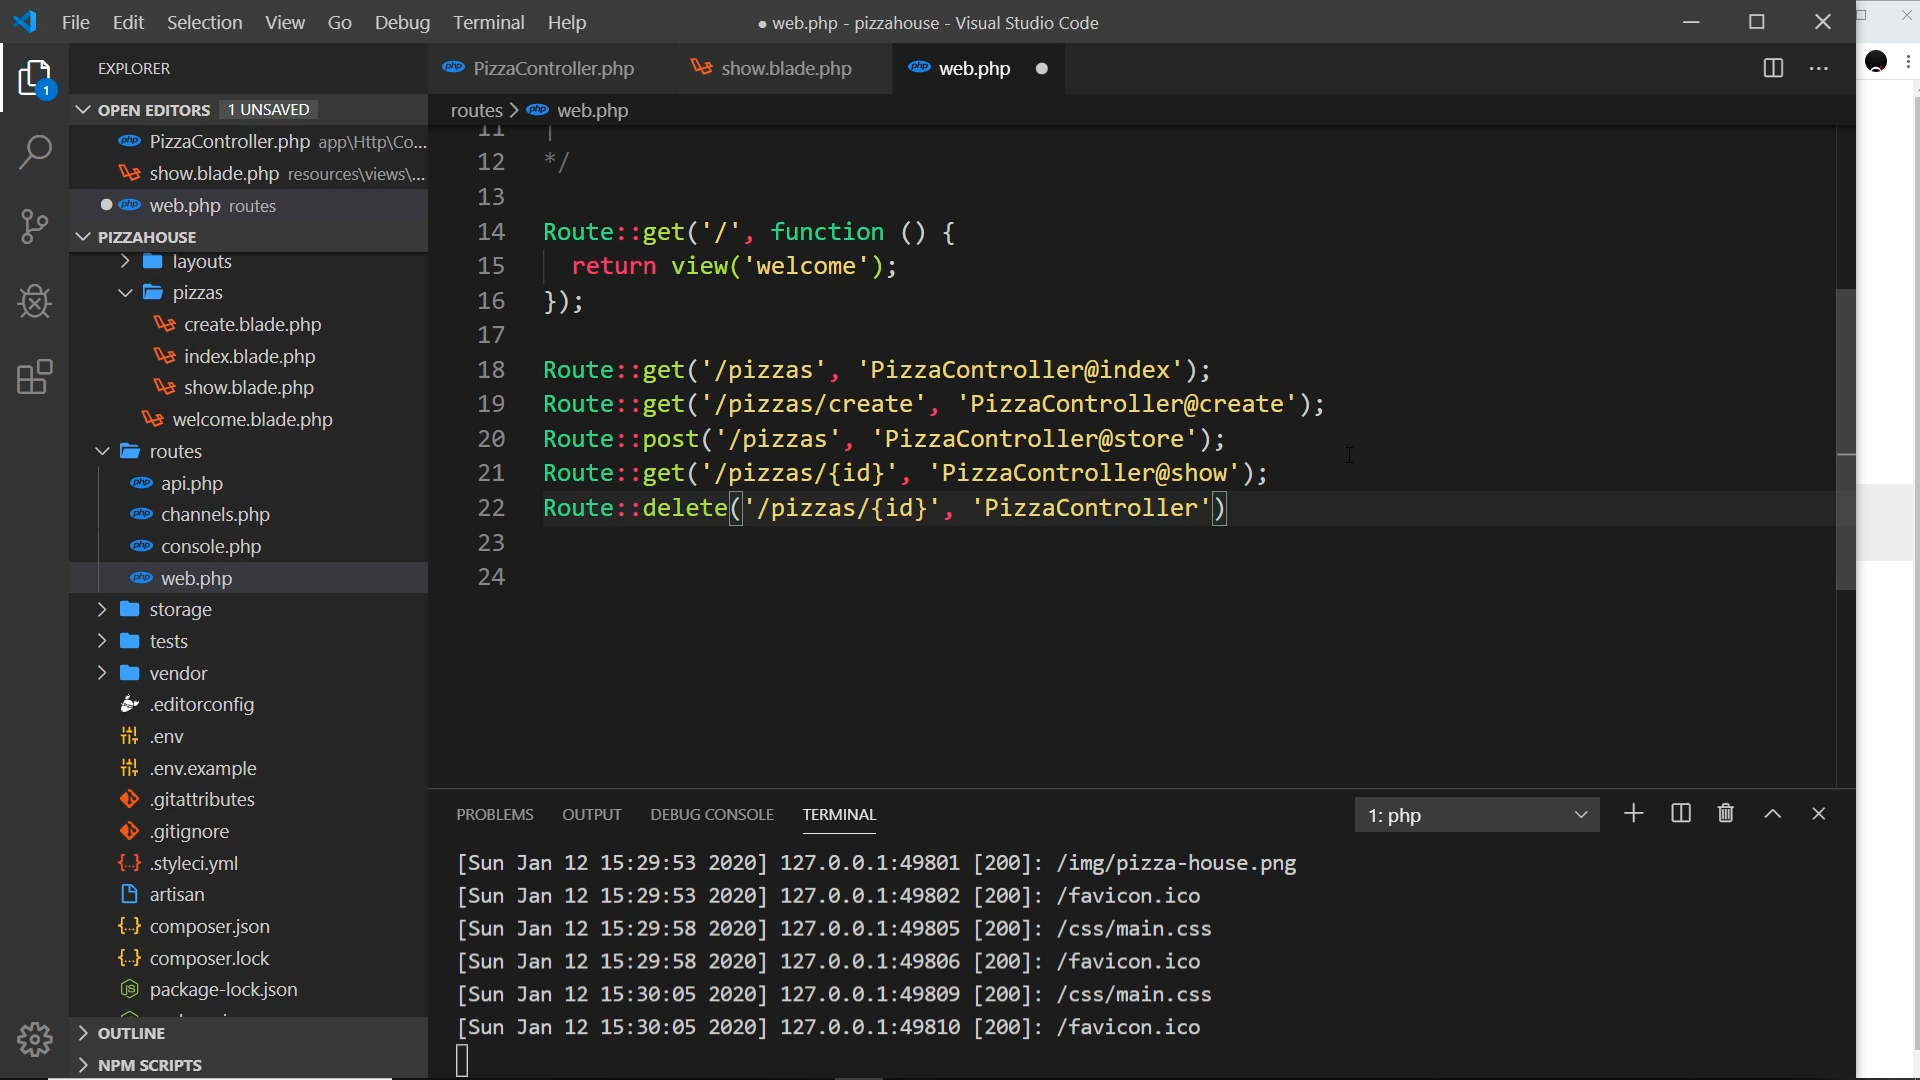 File Edit Selection View Go Debug Terminal Help
● web.php - pizzahouse - Visual Studio Code
EXPLORER
OPEN EDITORS 1 UNSAVED
PizzaController.php app\Http\Co...
show.blade.php resources\views\...
web.php routes
PIZZAHOUSE
layouts
pizzas
create.blade.php
index.blade.php
show.blade.php
welcome.blade.php
routes
api.php
channels.php
console.php
web.php
storage
tests
vendor
.editorconfig
.env
.env.example
.gitattributes
.gitignore
.styleci.yml
artisan
composer.json
composer.lock
package-lock.json
OUTLINE
NPM SCRIPTS
PizzaController.php show.blade.php web.php
routes > web.php
11 |
12 */
13
14 Route::get('/', function () {
15 return view('welcome');
16 });
17
18 Route::get('/pizzas', 'PizzaController@index');
19 Route::get('/pizzas/create', 'PizzaController@create');
20 Route::post('/pizzas', 'PizzaController@store');
21 Route::get('/pizzas/{id}', 'PizzaController@show');
22 Route::delete('/pizzas/{id}', 'PizzaController')
23
24
PROBLEMS OUTPUT DEBUG CONSOLE TERMINAL 1: php
[Sun Jan 12 15:29:53 2020] 127.0.0.1:49801 [200]: /img/pizza-house.png
[Sun Jan 12 15:29:53 2020] 127.0.0.1:49802 [200]: /favicon.ico
[Sun Jan 12 15:29:58 2020] 127.0.0.1:49805 [200]: /css/main.css
[Sun Jan 12 15:29:58 2020] 127.0.0.1:49806 [200]: /favicon.ico
[Sun Jan 12 15:30:05 2020] 127.0.0.1:49809 [200]: /css/main.css
[Sun Jan 12 15:30:05 2020] 127.0.0.1:49810 [200]: /favicon.ico